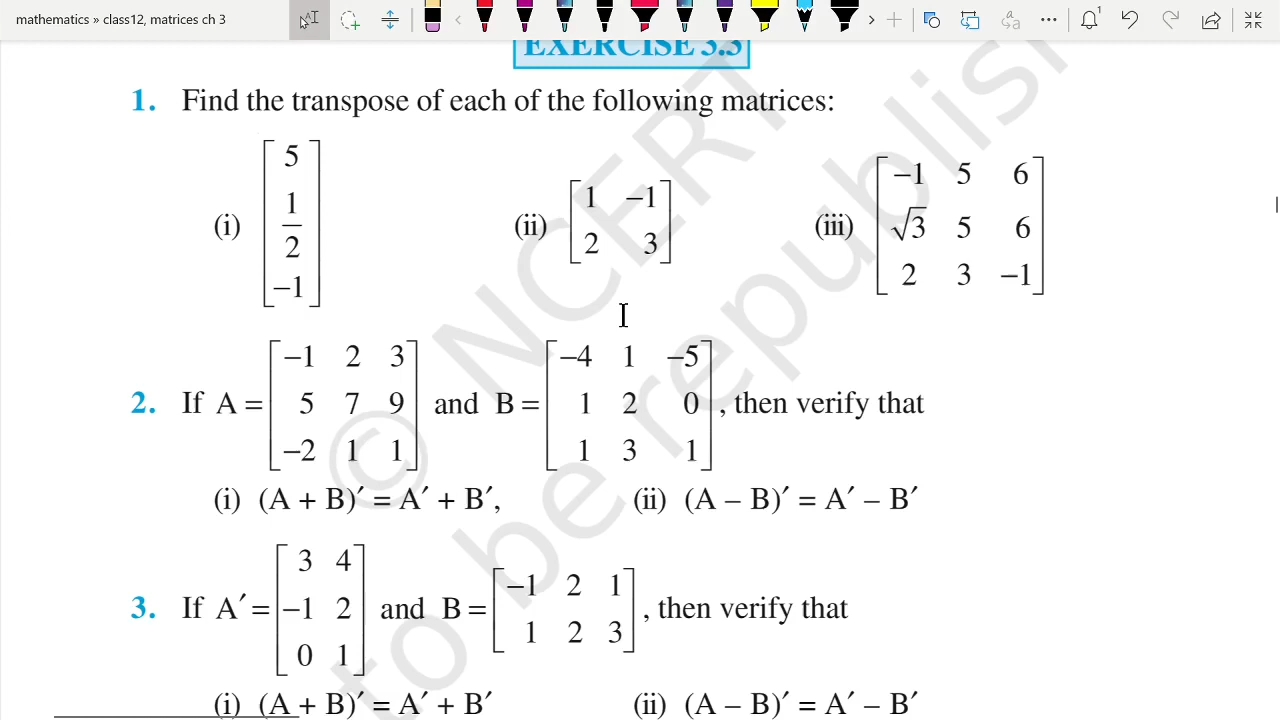 mathematics » class12, matrices ch 3
EXERCISE 3.3
1. Find the transpose of each of the following matrices:
(i) [5; 1/2; −1] (ii) [1 −1; 2 3] (iii) [−1 5 6; √3 5 6; 2 3 −1]
2. If A = [−1 2 3; 5 7 9; −2 1 1] and B = [−4 1 −5; 1 2 0; 1 3 1], then verify that
(i) (A + B)′ = A′ + B′, (ii) (A – B)′ = A′ – B′
3. If A′ = [3 4; −1 2; 0 1] and B = [−1 2 1; 1 2 3], then verify that
(i) (A + B)′ = A′ + B′ (ii) (A – B)′ = A′ – B′
© NCERT
to be republish